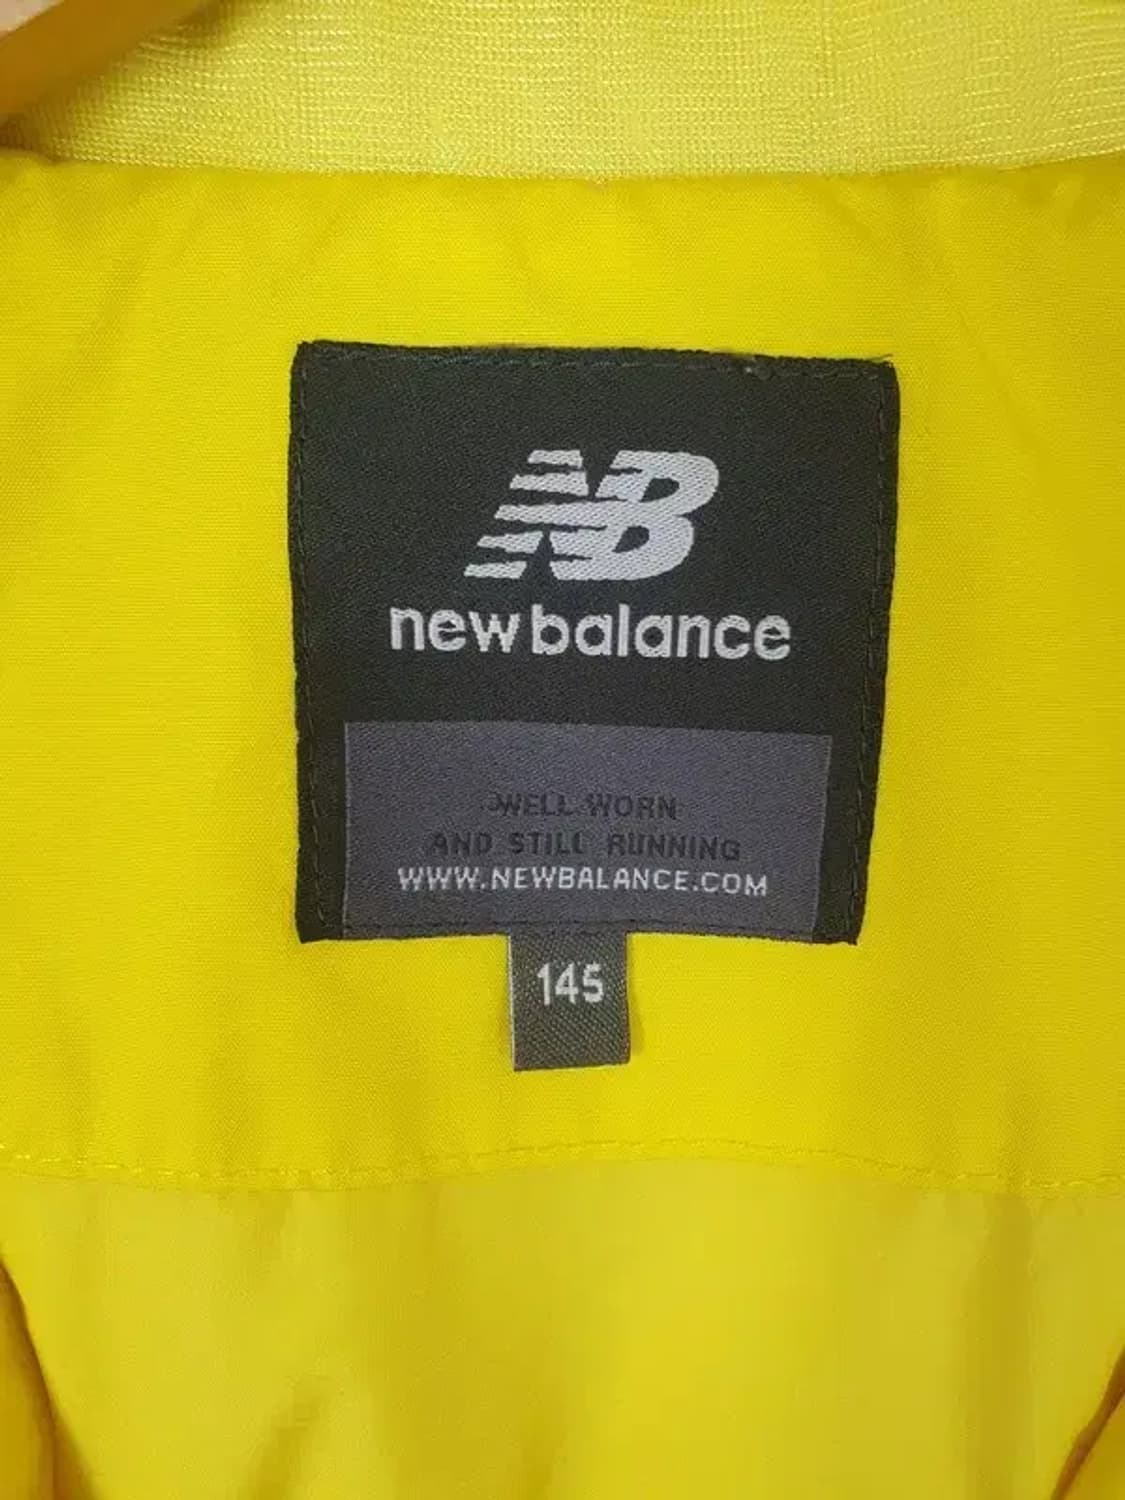 NB
new balance
WELL WORN
AND STILL RUNNING
WWW.NEWBALANCE.COM
145